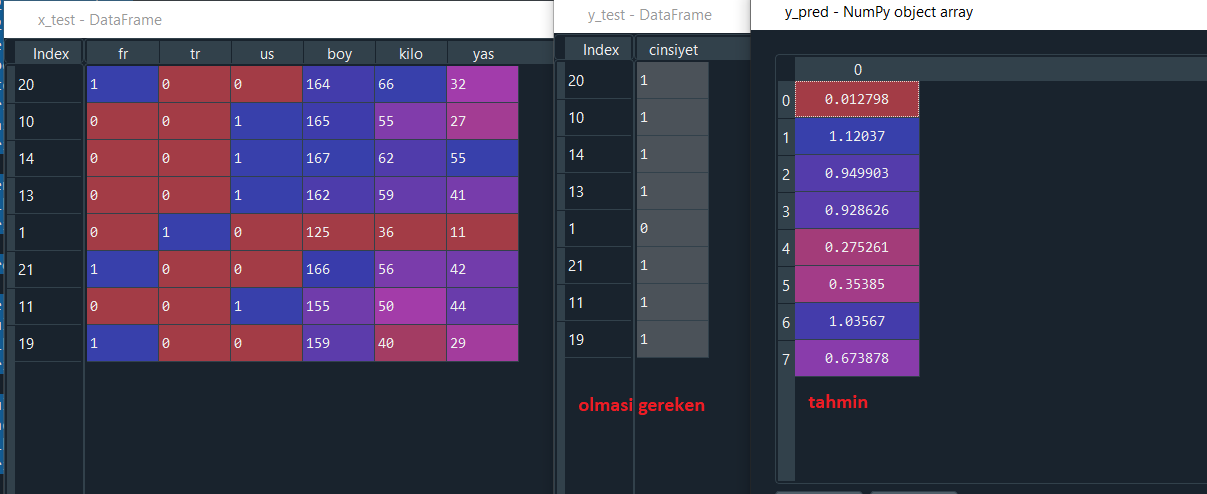 x_test - DataFrame
Index fr tr us boy kilo yas
20 1 0 0 164 66 32
10 0 0 1 165 55 27
14 0 0 1 167 62 55
13 0 0 1 162 59 41
1 0 1 0 125 36 11
21 1 0 0 166 56 42
11 0 0 1 155 50 44
19 1 0 0 159 40 29
y_test - DataFrame
Index cinsiyet
20 1
10 1
14 1
13 1
1 0
21 1
11 1
19 1
olmasi gereken
y_pred - NumPy object array
0
0 0.012798
1 1.12037
2 0.949903
3 0.928626
4 0.275261
5 0.35385
6 1.03567
7 0.673878
tahmin